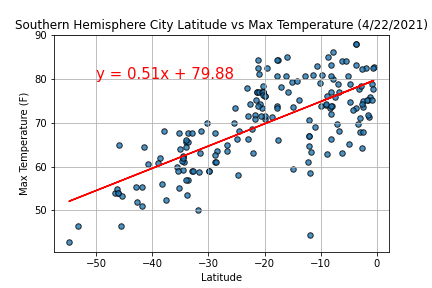 Southern Hemisphere City Latitude vs Max Temperature (4/22/2021)
90
80
70
60
50
Max Temperature (F)
y = 0.51x + 79.88
−50 −40 −30 −20 −10 0
Latitude